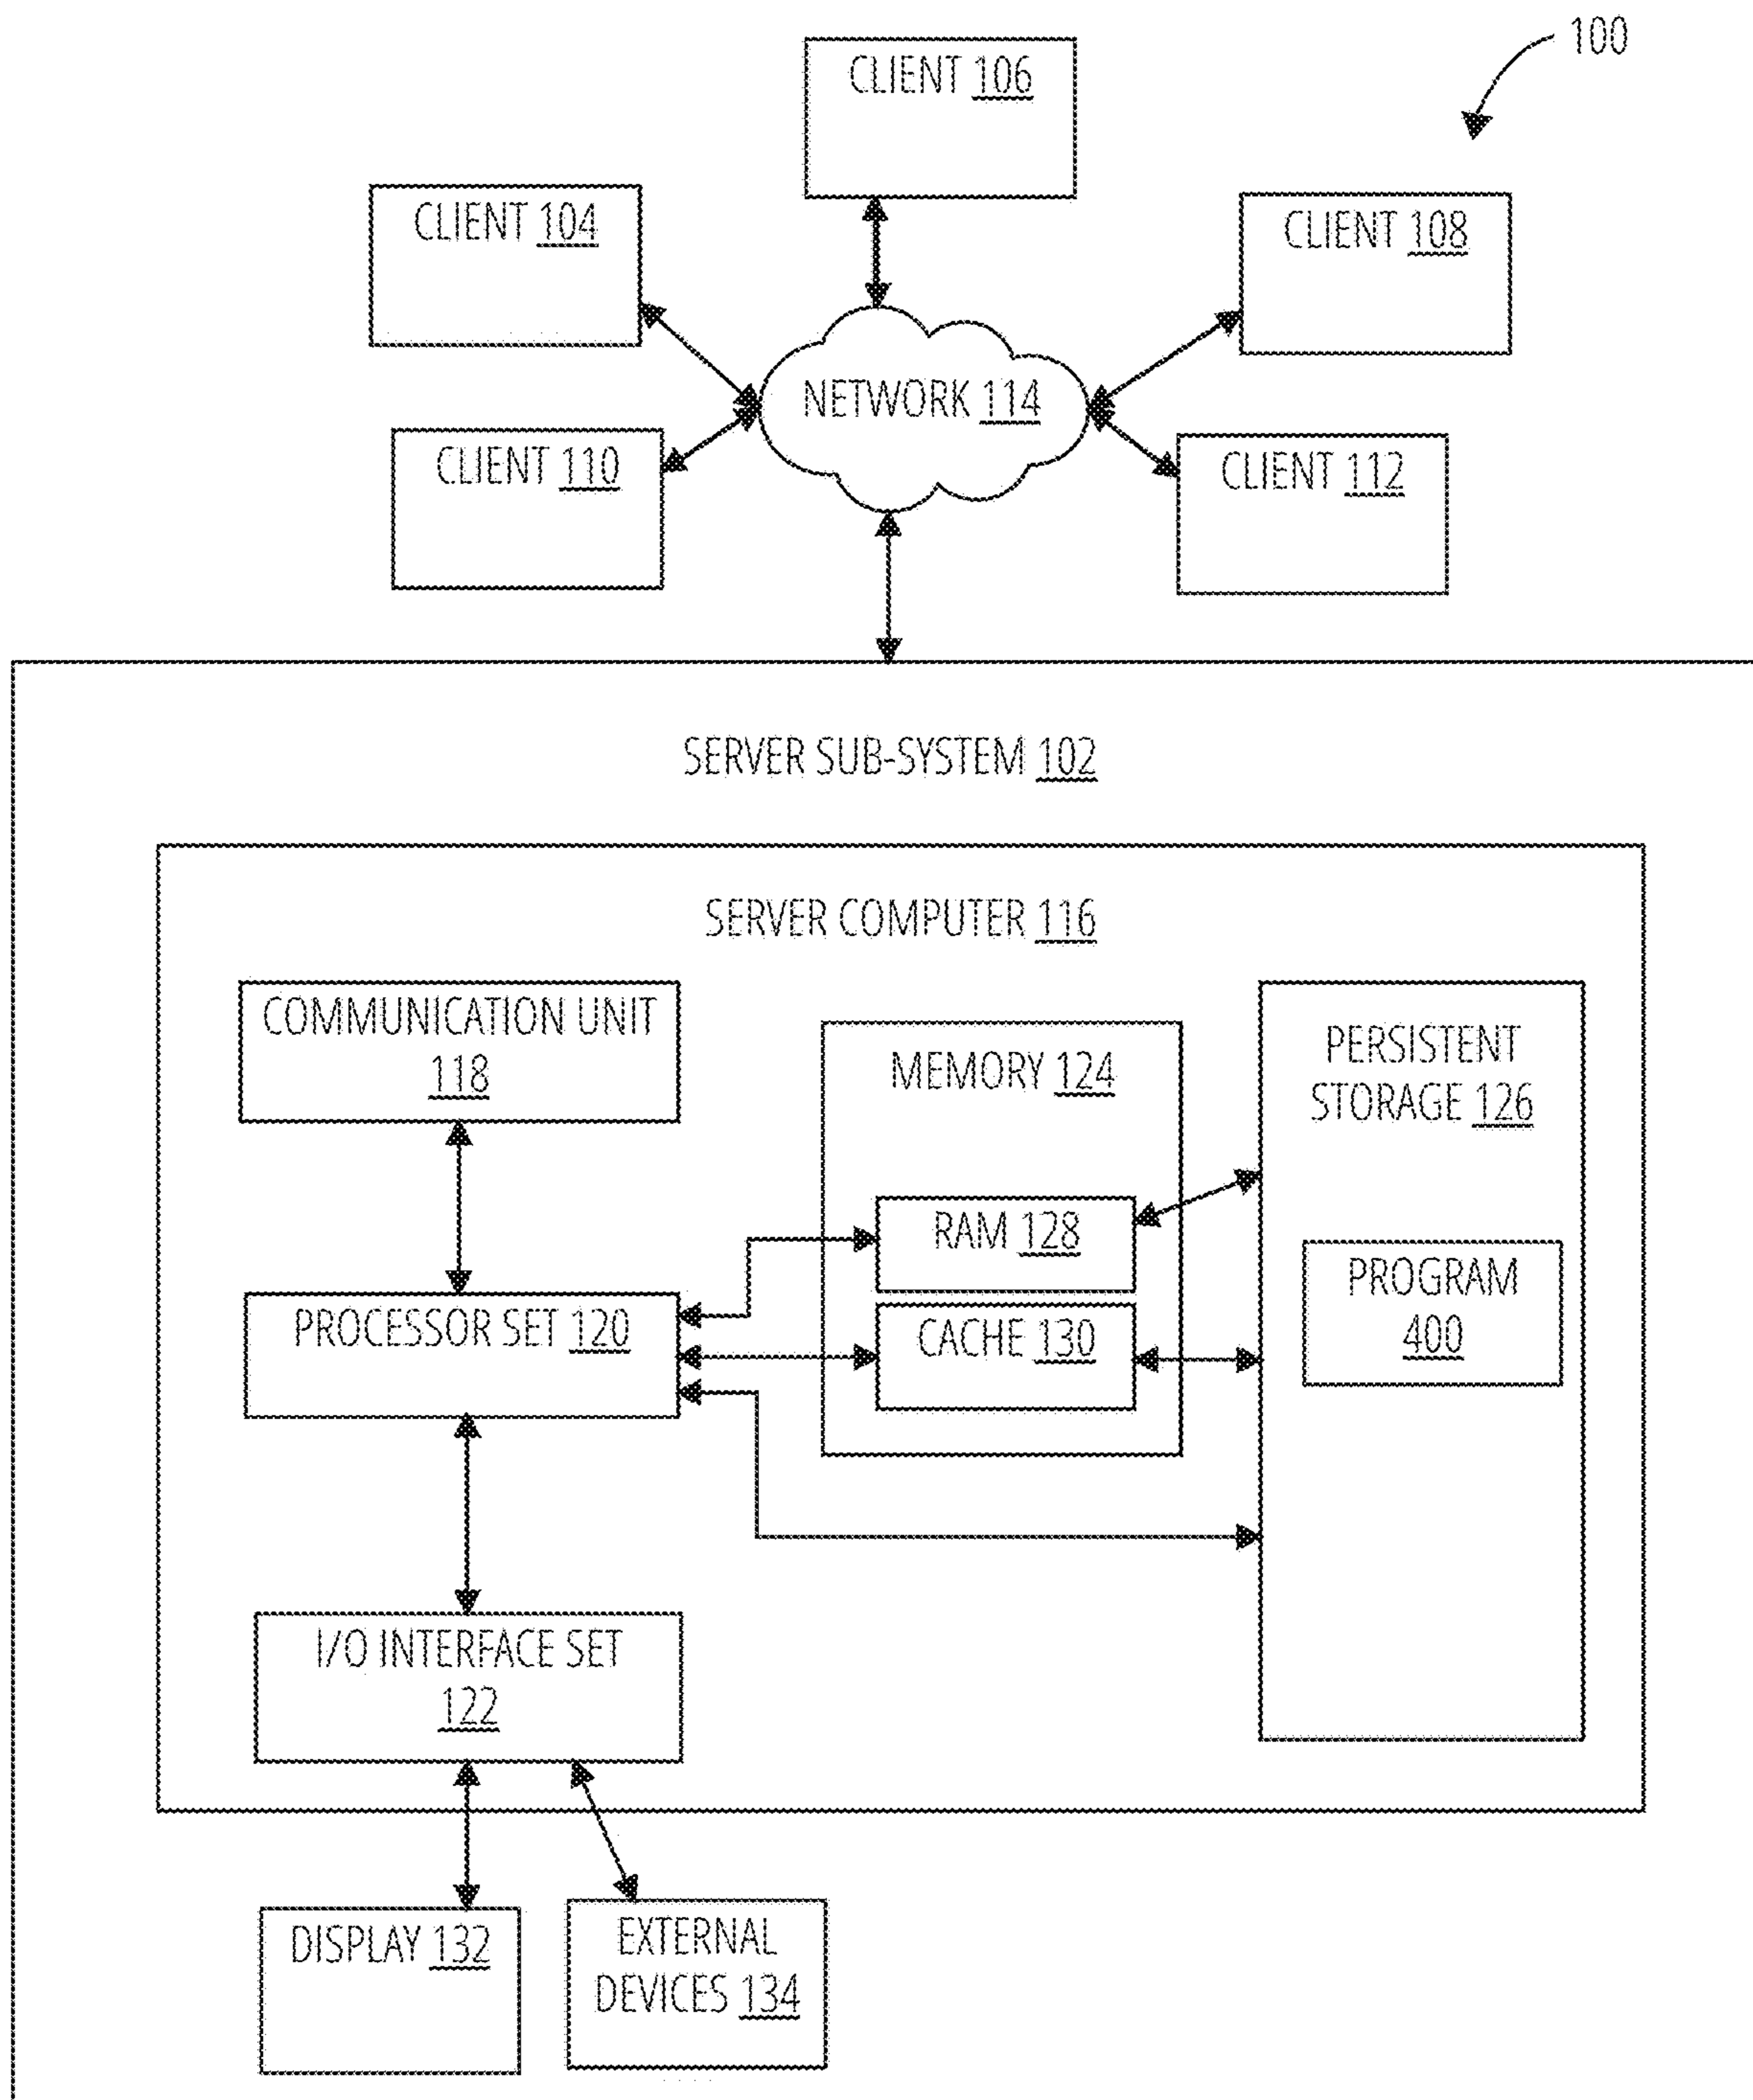 100
CLIENT 106
CLIENT 104
CLIENT 108
NETWORK 114
CLIENT 110
CLIENT 112
SERVER SUB-SYSTEM 102
SERVER COMPUTER 116
COMMUNICATION UNIT
118
MEMORY 124
PERSISTENT
STORAGE 126
RAM 128
PROGRAM
400
PROCESSOR SET 120
CACHE 130
I/O INTERFACE SET
122
DISPLAY 132
EXTERNAL
DEVICES 134